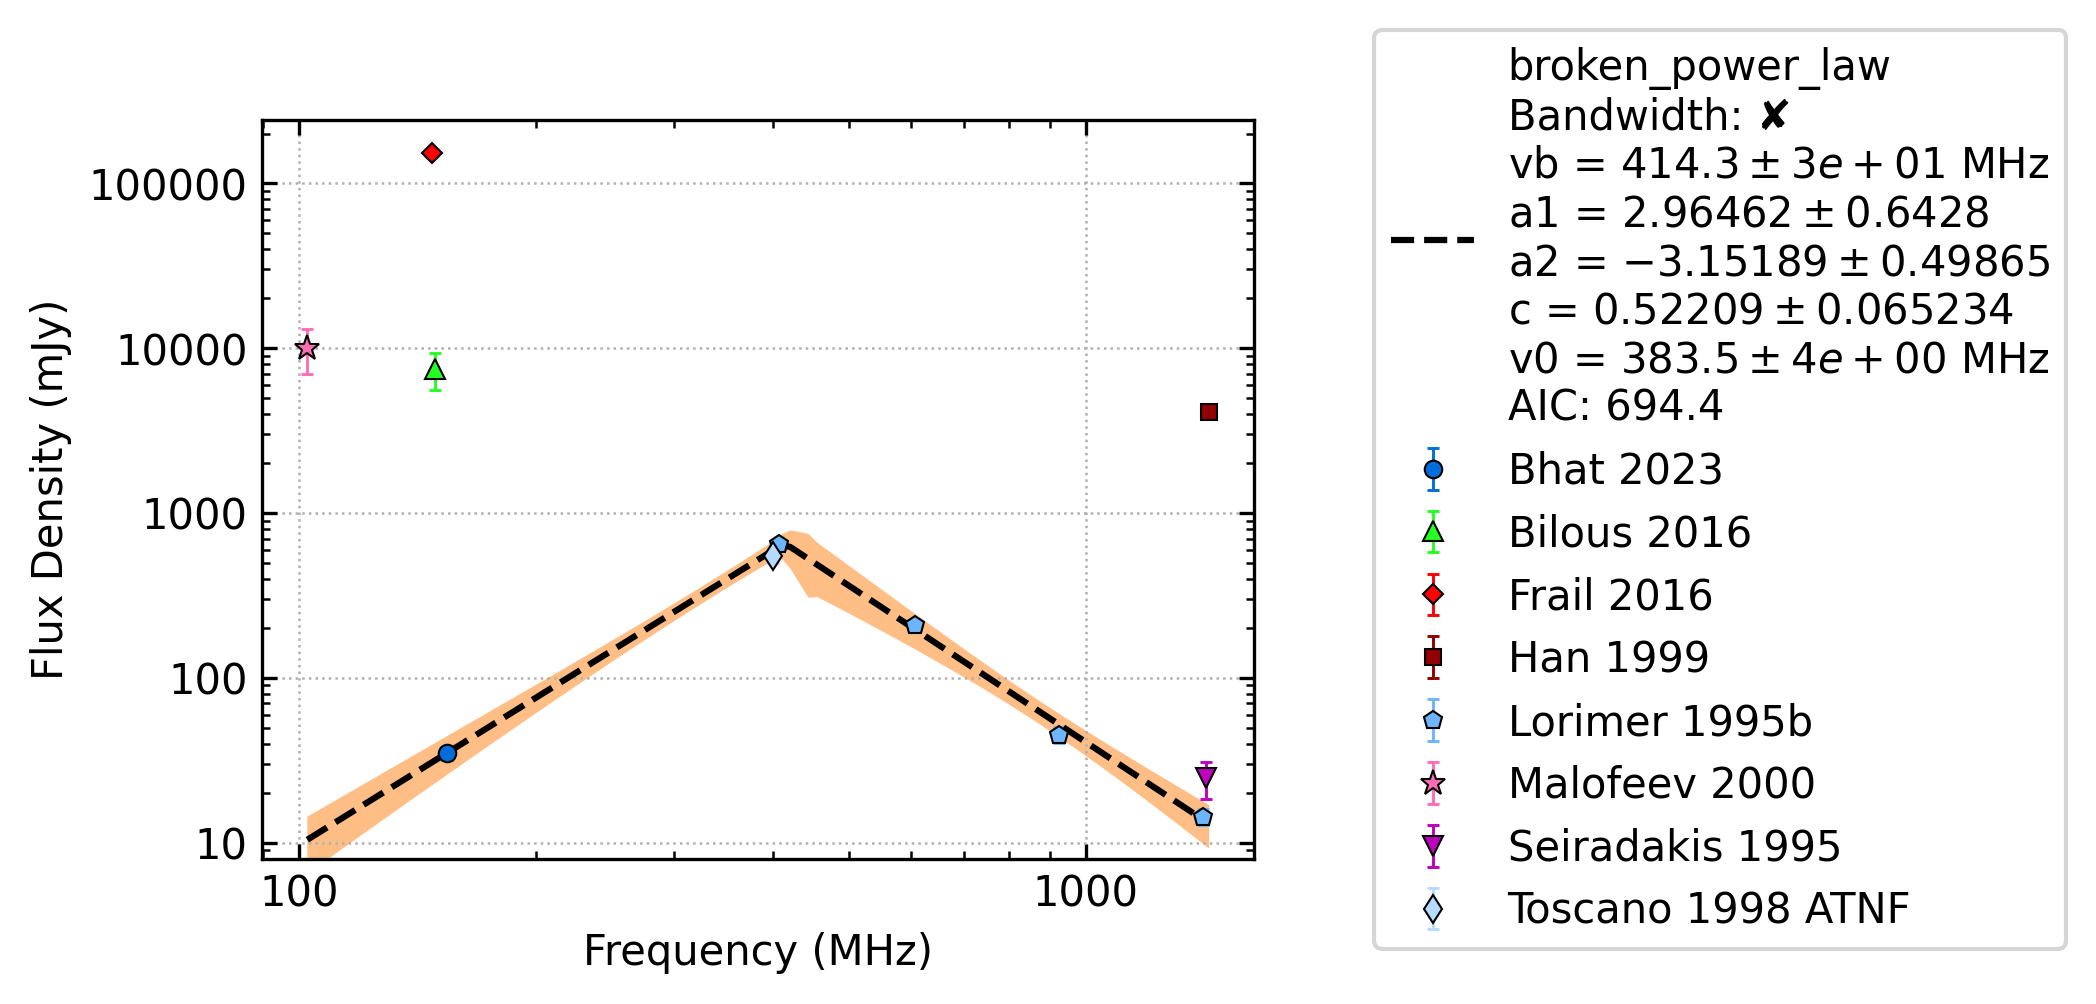 100000
10000
1000
100
10
100
1000
Flux Density (mJy)
Frequency (MHz)
broken_power_law
Bandwidth: ✘
vb = 414.3 ± 3e + 01 MHz
a1 = 2.96462 ± 0.6428
a2 = −3.15189 ± 0.49865
c = 0.52209 ± 0.065234
v0 = 383.5 ± 4e + 00 MHz
AIC: 694.4
Bhat 2023
Bilous 2016
Frail 2016
Han 1999
Lorimer 1995b
Malofeev 2000
Seiradakis 1995
Toscano 1998 ATNF